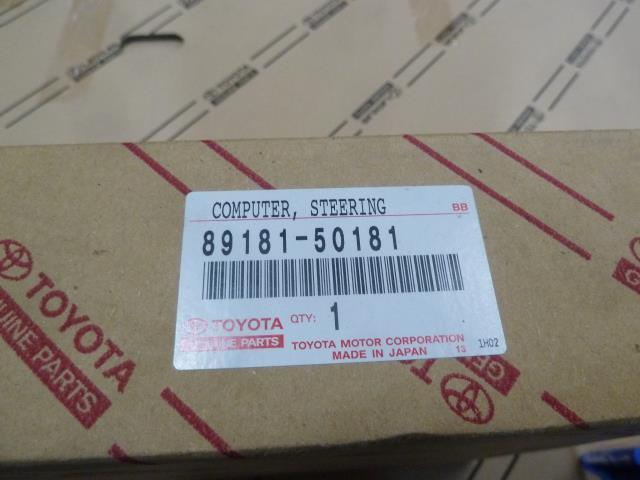 COMPUTER, STEERING BB
89181-50181
TOYOTA QTY: 1
GENUINE PARTS TOYOTA MOTOR CORPORATION
MADE IN JAPAN 13 1H02
TOYOTA
GENUINE PARTS
TOYOTA